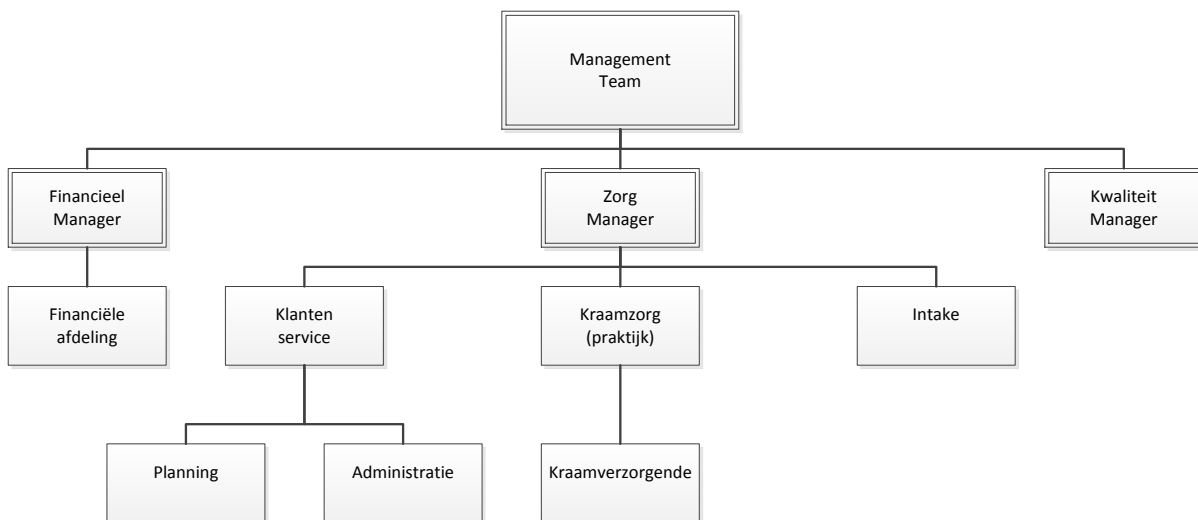 Management
Team
Financieel
Manager
Zorg
Manager
Kwaliteit
Manager
Financiële
afdeling
Klanten
service
Kraamzorg
(praktijk)
Intake
Planning
Administratie
Kraamverzorgende